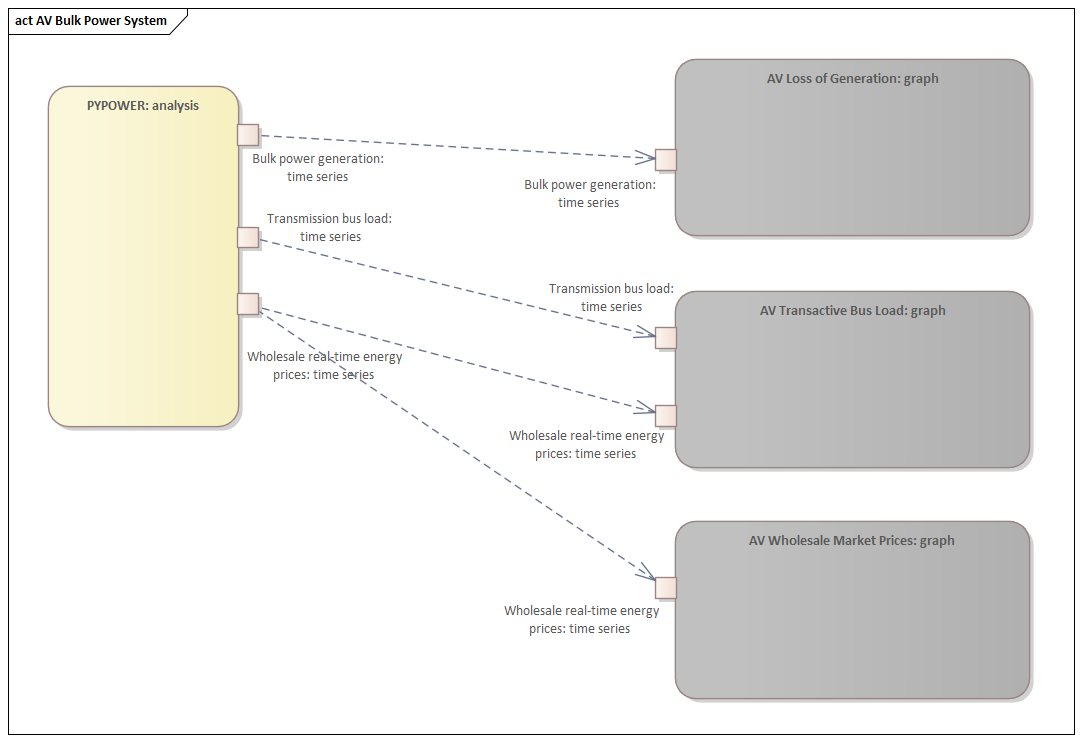 act AV Bulk Power System
PYPOWER: analysis
Bulk power generation:
time series
Transmission bus load:
time series
Wholesale real-time energy
prices: time series
AV Loss of Generation: graph
Bulk power generation:
time series
AV Transactive Bus Load: graph
Transmission bus load:
time series
Wholesale real-time energy
prices: time series
AV Wholesale Market Prices: graph
Wholesale real-time energy
prices: time series